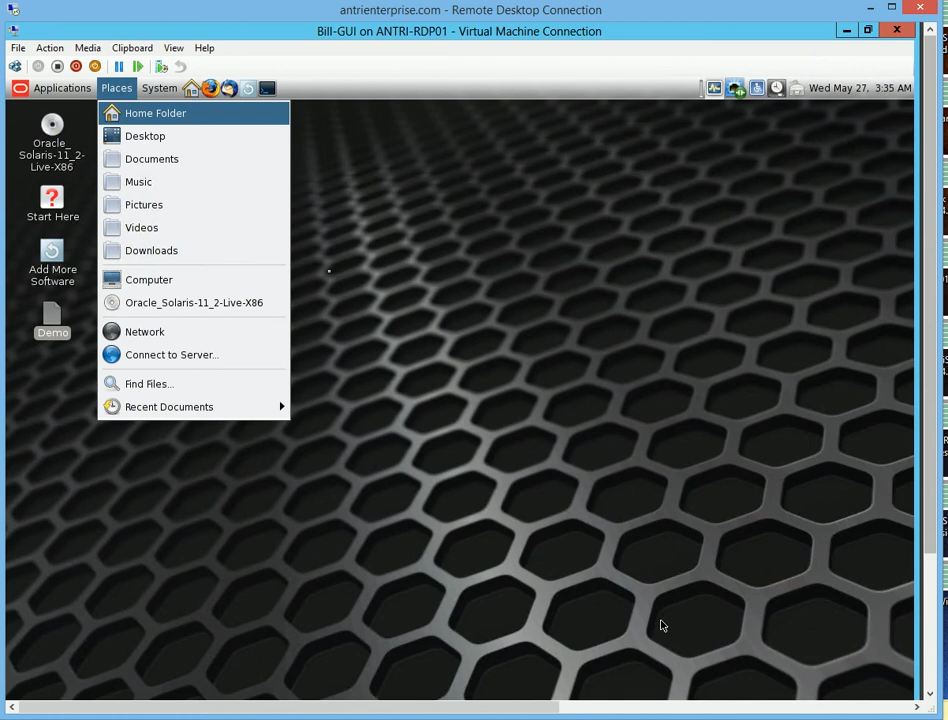 antrienterprise.com - Remote Desktop Connection
Bill-GUI on ANTRI-RDP01 - Virtual Machine Connection
File Action Media Clipboard View Help
Applications Places System Wed May 27, 3:35 AM
Oracle_
Solaris-11_2-
Live-X86
Start Here
Add More
Software
Demo
Home Folder
Desktop
Documents
Music
Pictures
Videos
Downloads
Computer
Oracle_Solaris-11_2-Live-X86
Network
Connect to Server...
Find Files...
Recent Documents